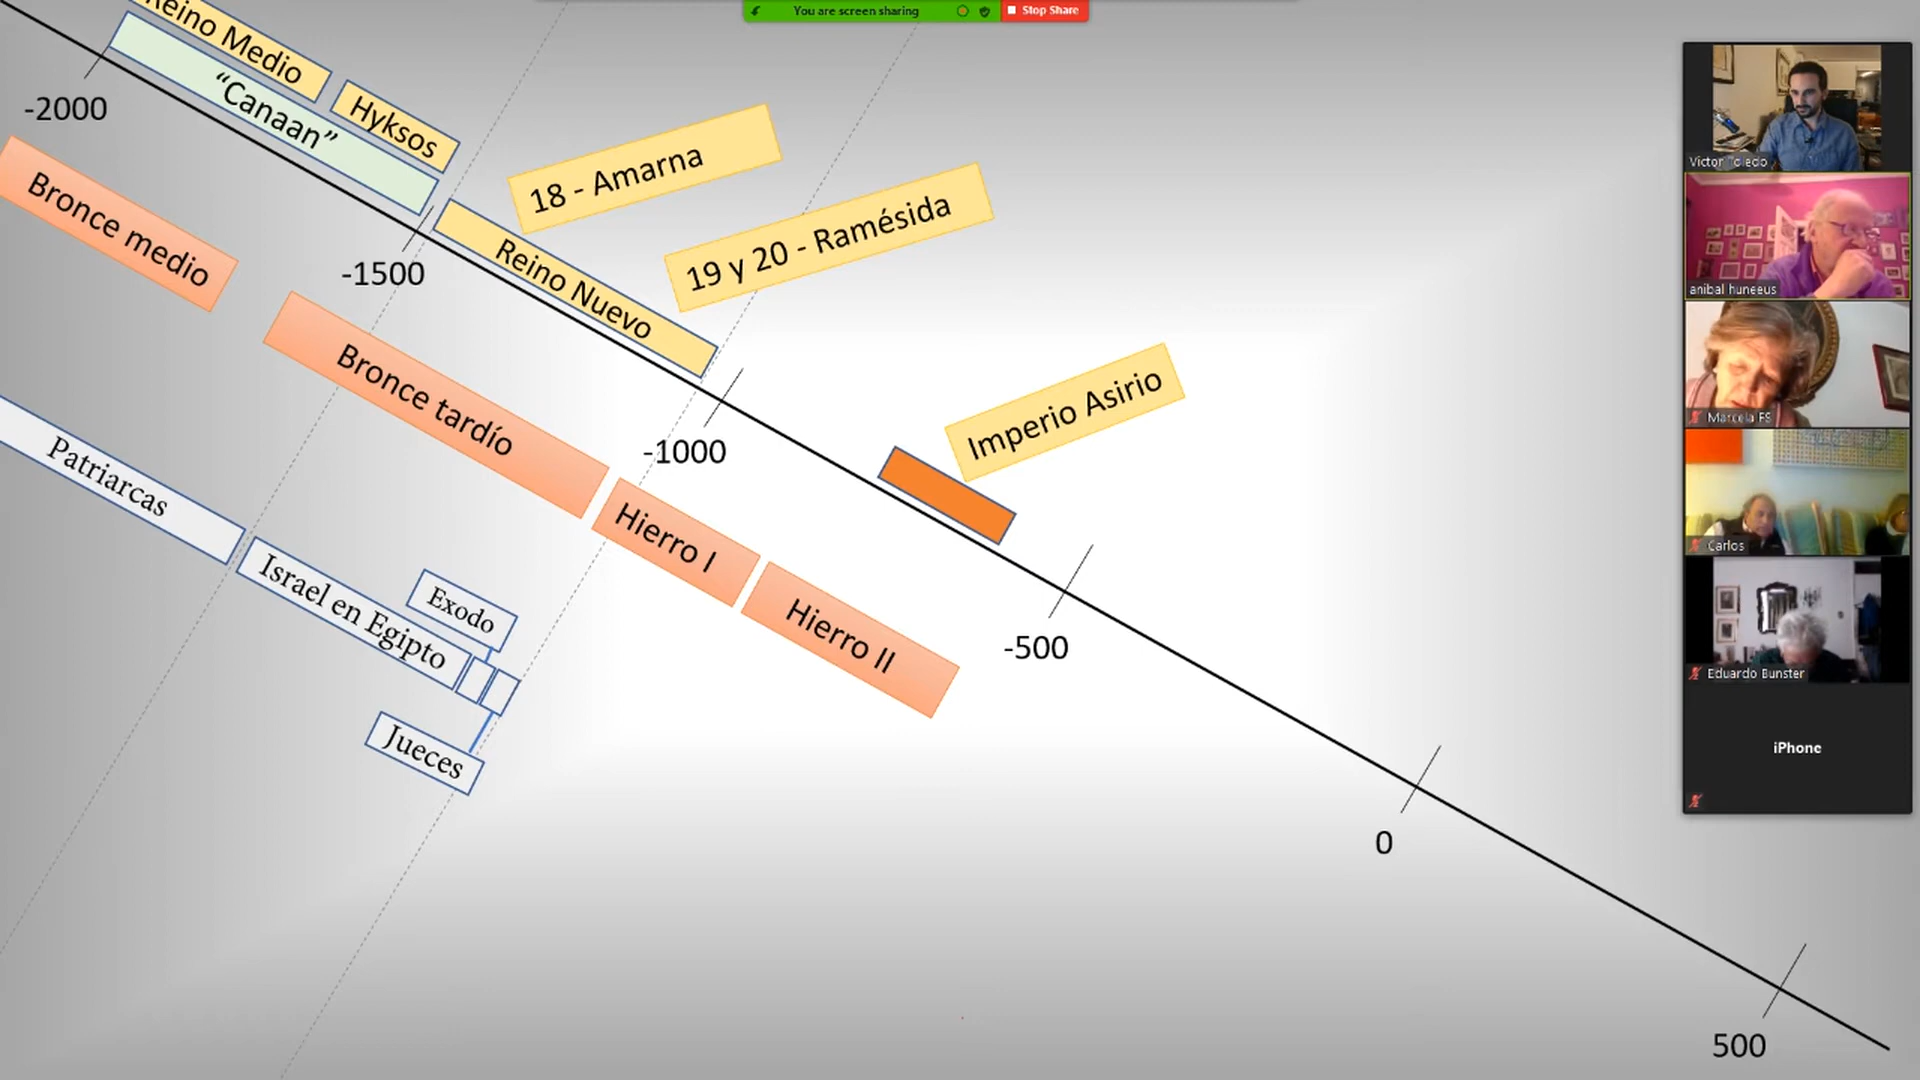 You are screen sharing
Stop Share
Reino Medio
“Canaan”
Hyksos
-2000
Bronce medio
-1500
18 - Amarna
19 y 20 - Ramésida
Reino Nuevo
Bronce tardío
-1000
Imperio Asirio
Patriarcas
Israel en Egipto
Exodo
Jueces
Hierro I
Hierro II
-500
0
500
Victor Toledo
anibal huneeus
Marcela FS
Carlos
Eduardo Bunster
iPhone